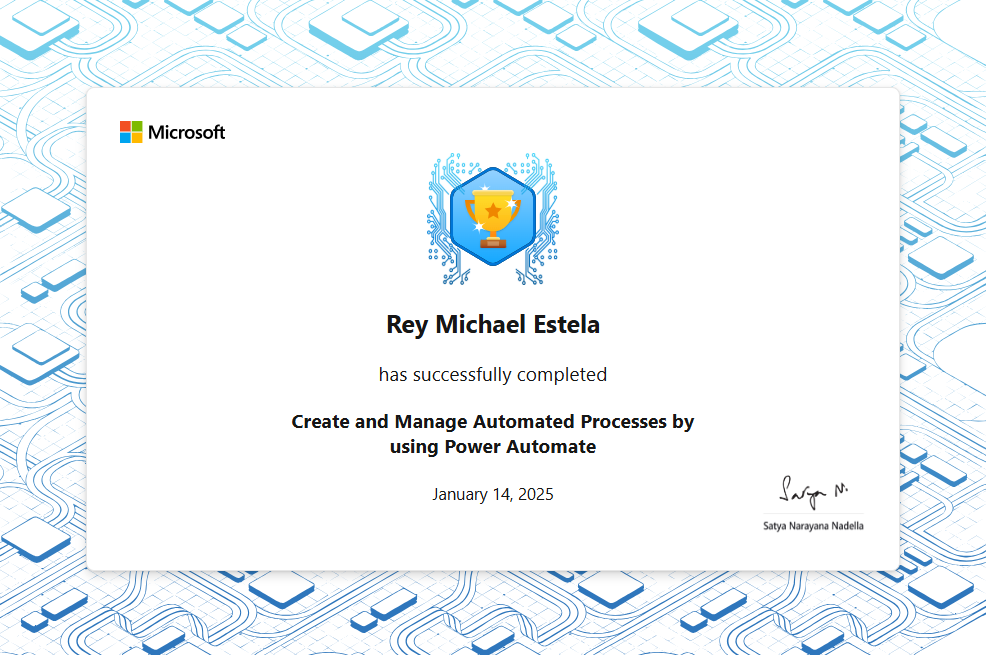 Microsoft
Rey Michael Estela
has successfully completed
Create and Manage Automated Processes by
using Power Automate
January 14, 2025
Satya N.
Satya Narayana Nadella